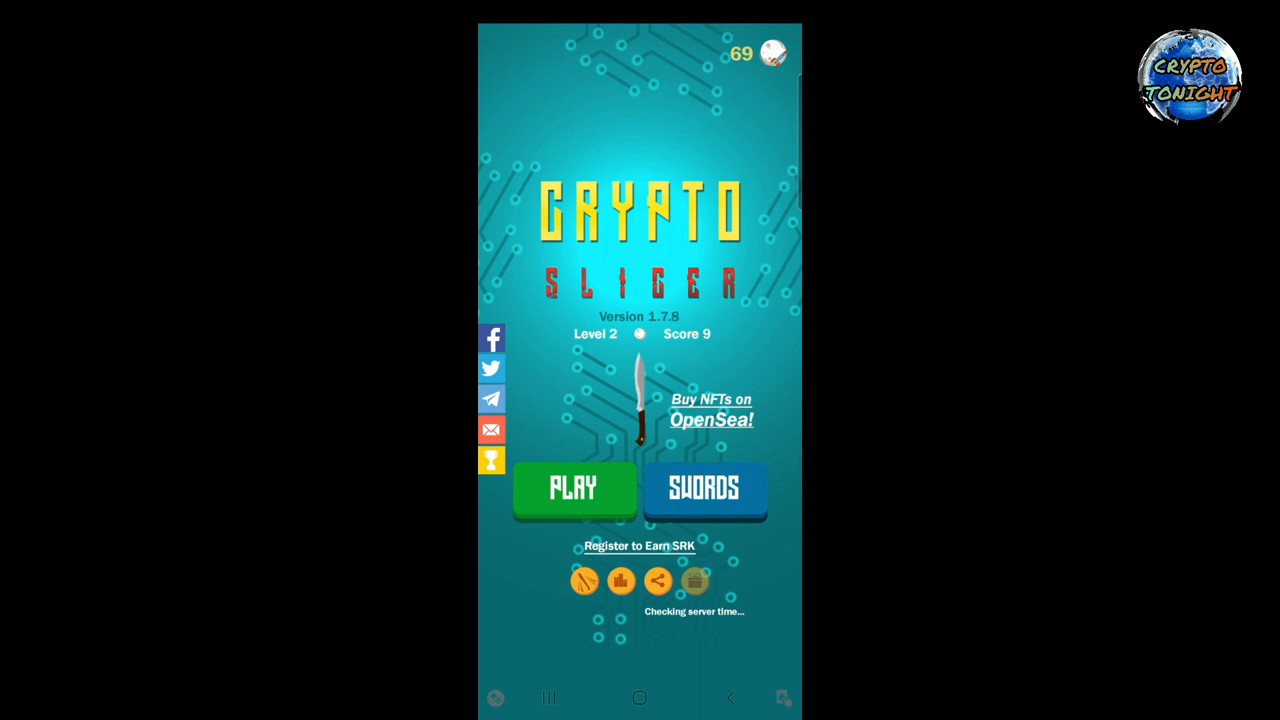 69
CRYPTO
TONIGHT
CRYPTO
SLICER
Version 1.7.8
Level 2 Score 9
Buy NFTs on
OpenSea!
PLAY SWORDS
Register to Earn SRK
Checking server time...